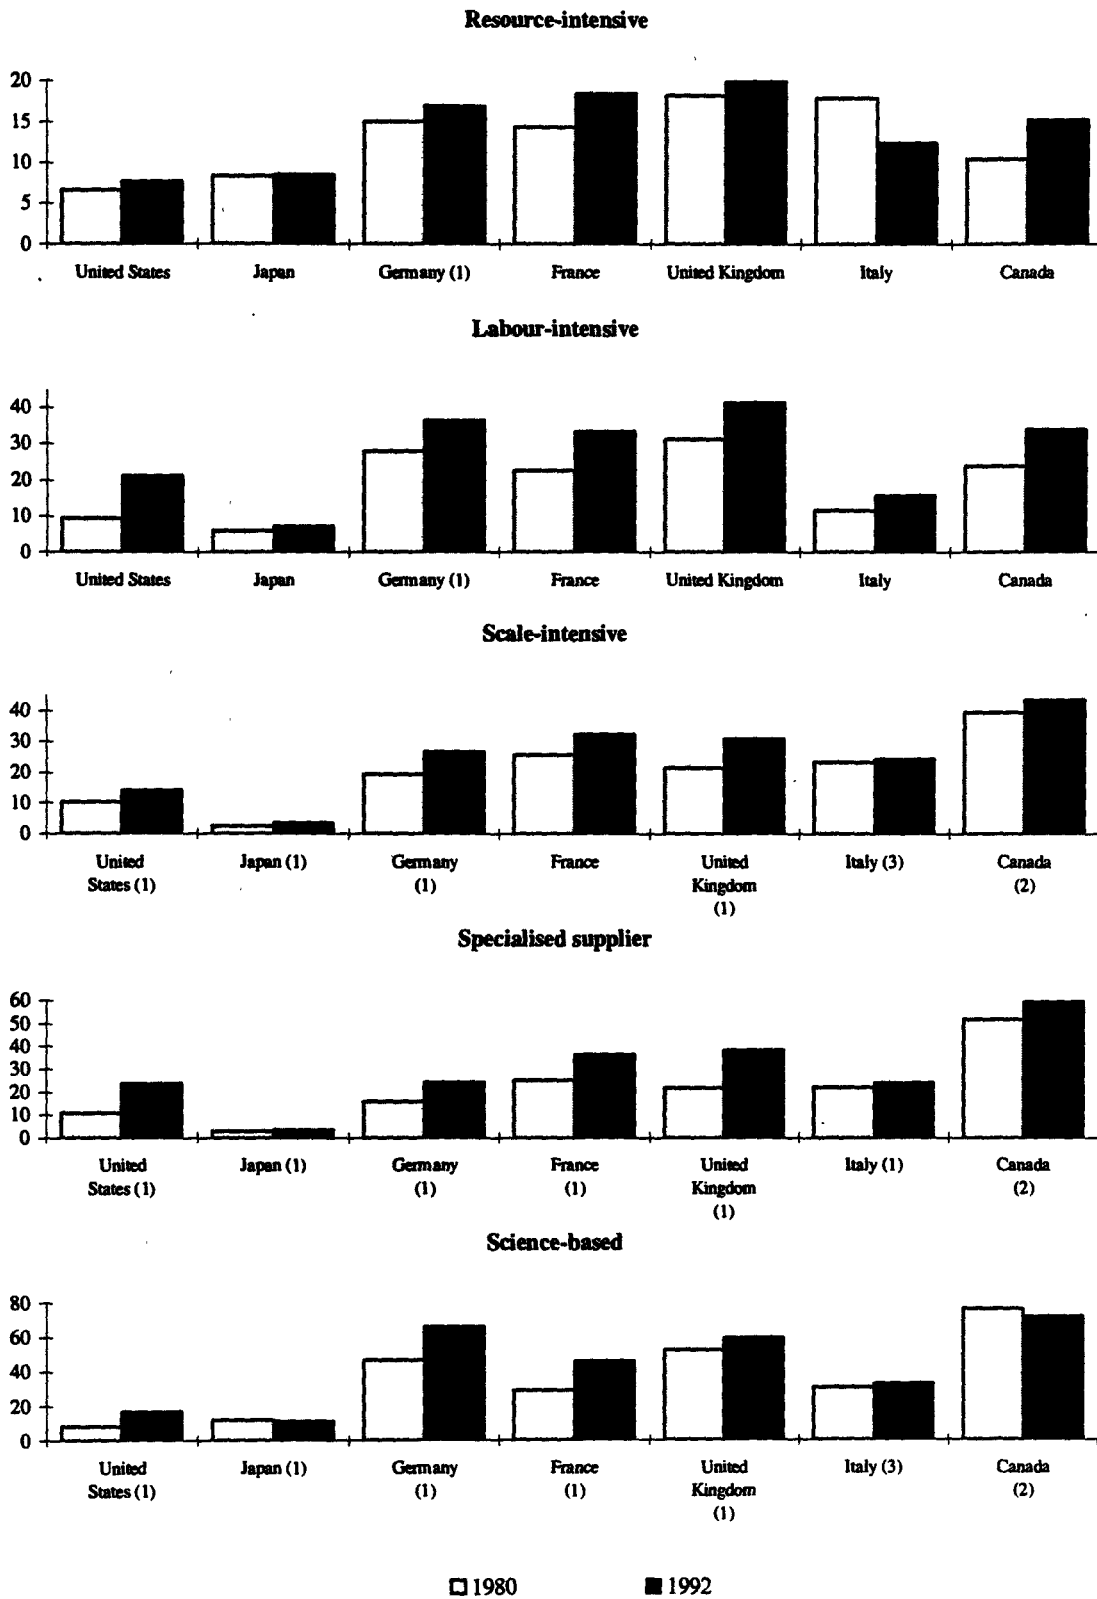 Resource-intensive
20
15
10
5
0
United States Japan Germany (1) France United Kingdom Italy Canada
Labour-intensive
40
30
20
10
0
United States Japan Germany (1) France United Kingdom Italy Canada
Scale-intensive
40
30
20
10
0
United Japan (1) Germany France United Italy (3) Canada
States (1) (1) Kingdom (2)
(1)
Specialised supplier
60
50
40
30
20
10
0
United Japan (1) Germany France United Italy (1) Canada
States (1) (1) (1) Kingdom (2)
(1)
Science-based
80
60
40
20
0
United Japan (1) Germany France United Italy (3) Canada
States (1) (1) (1) Kingdom (2)
(1)
1980 1992